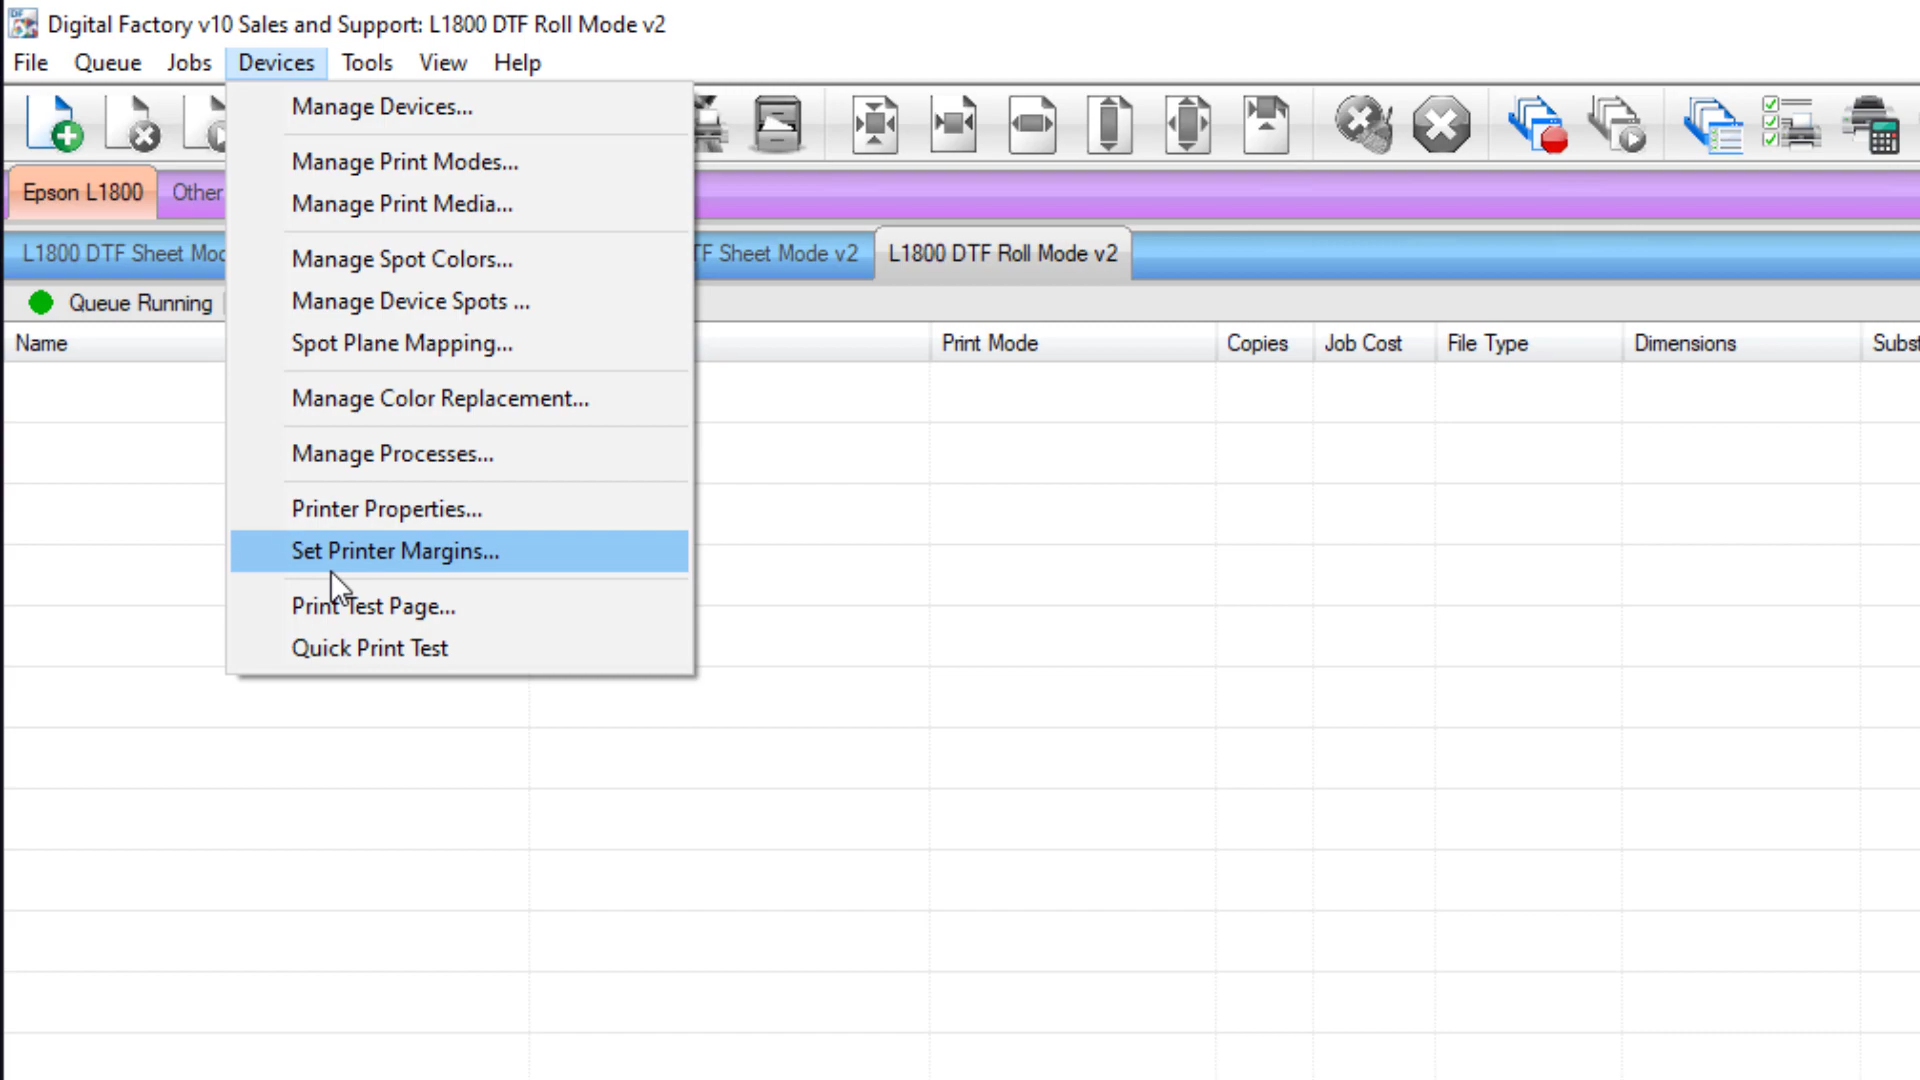 Digital Factory v10 Sales and Support: L1800 DTF Roll Mode v2
File Queue Jobs Devices Tools View Help
Manage Devices...
Manage Print Modes...
Manage Print Media...
Manage Spot Colors...
Manage Device Spots ...
Spot Plane Mapping...
Manage Color Replacement...
Manage Processes...
Printer Properties...
Set Printer Margins...
Print Test Page...
Quick Print Test
Epson L1800 Other
L1800 DTF Sheet Mod TF Sheet Mode v2 L1800 DTF Roll Mode v2
Queue Running
Name Print Mode Copies Job Cost File Type Dimensions Subst